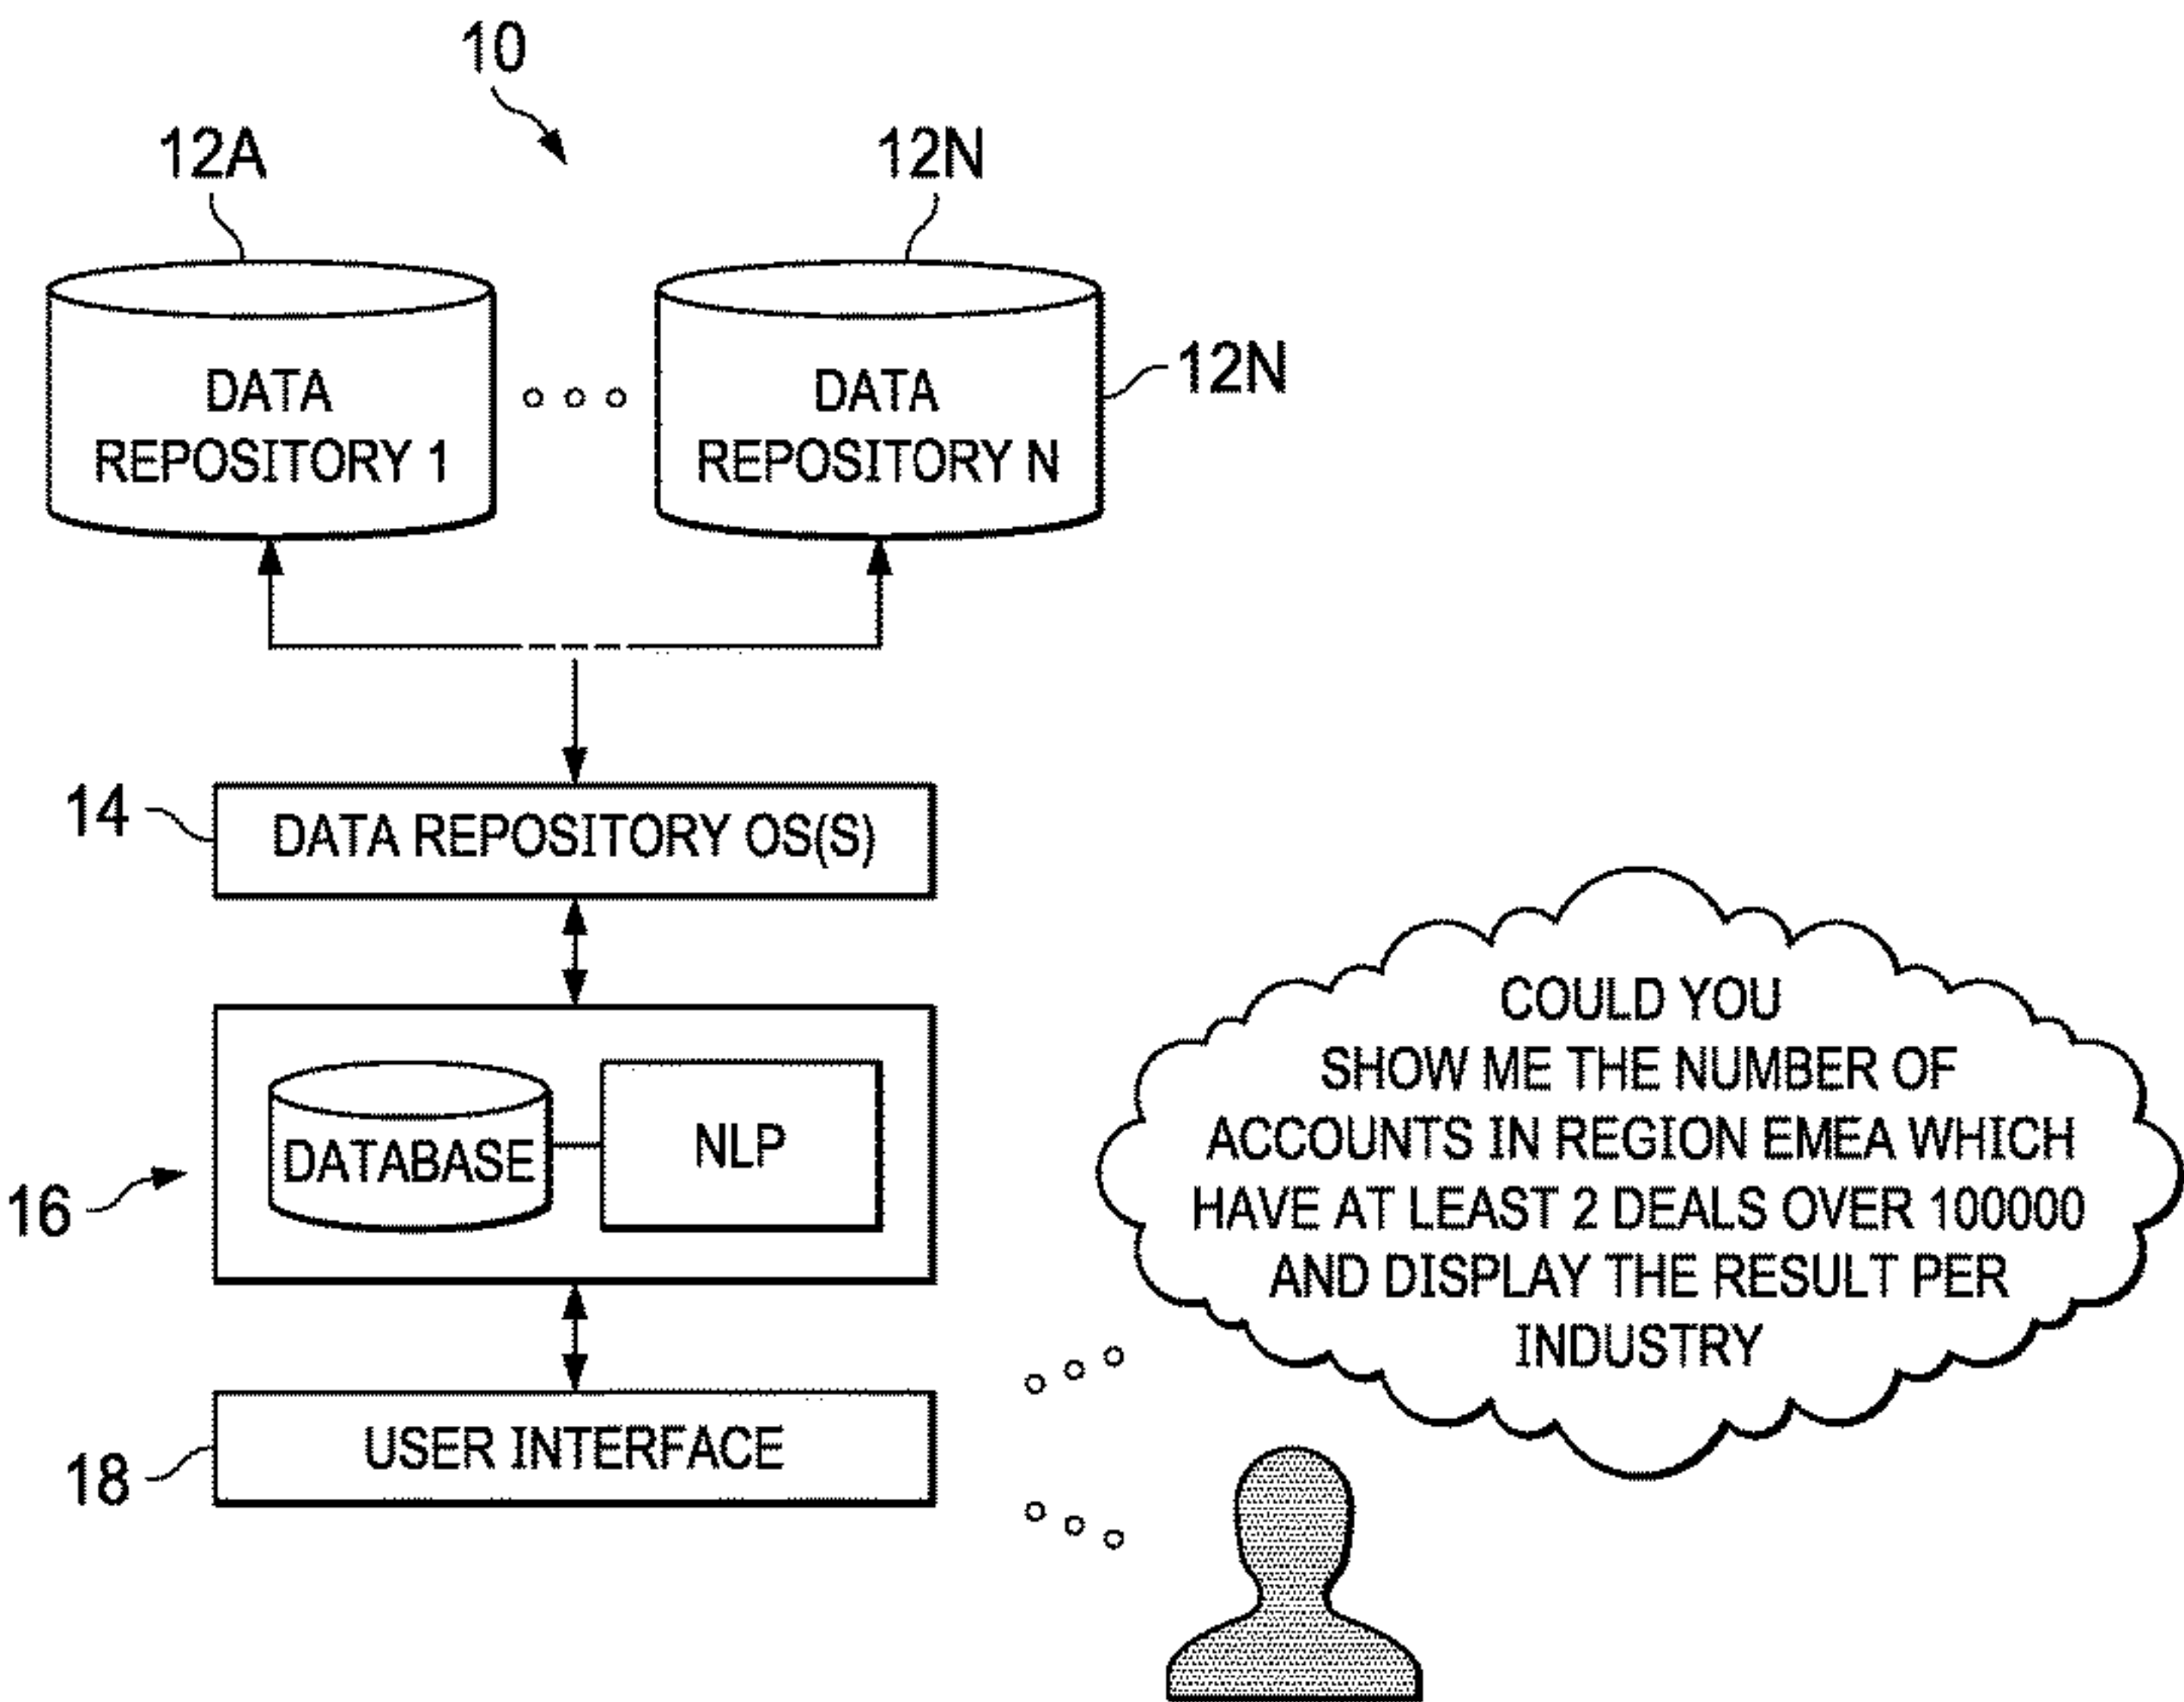 10
12A
12N
DATA
REPOSITORY 1
DATA
REPOSITORY N
12N
14
DATA REPOSITORY OS(S)
16
DATABASE
NLP
18
USER INTERFACE
COULD YOU
SHOW ME THE NUMBER OF
ACCOUNTS IN REGION EMEA WHICH
HAVE AT LEAST 2 DEALS OVER 100000
AND DISPLAY THE RESULT PER
INDUSTRY